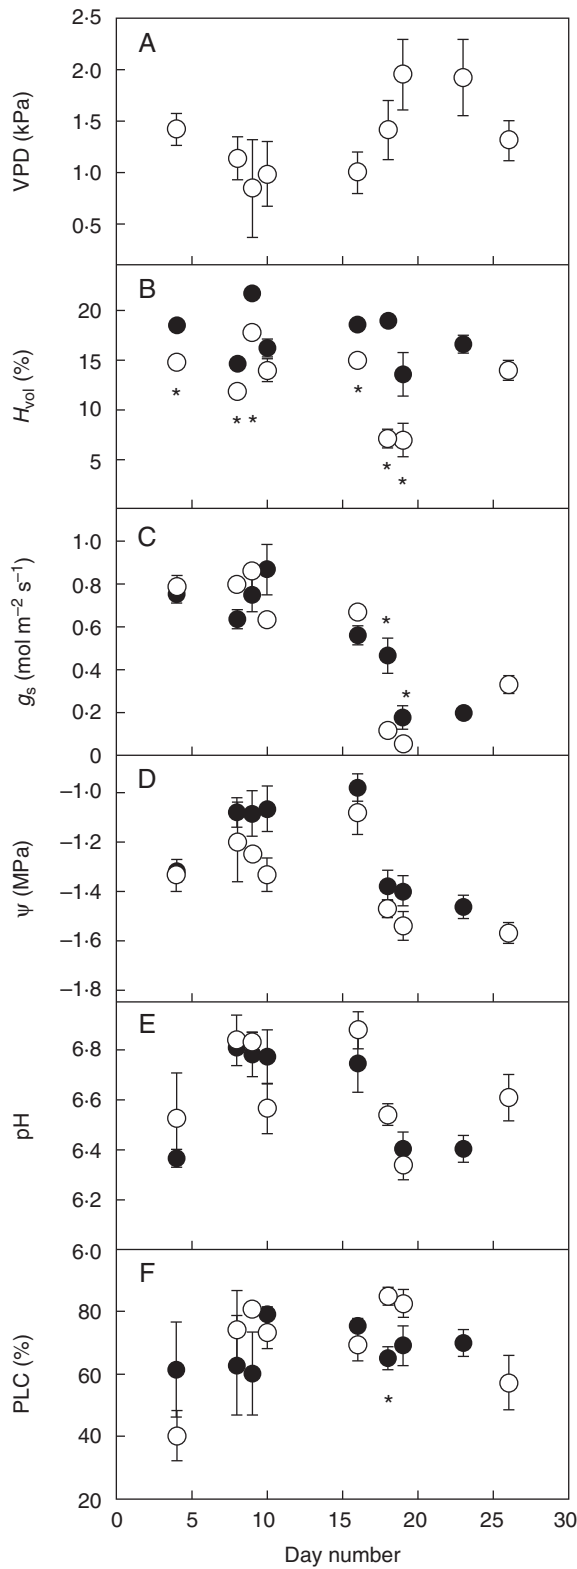 A
VPD (kPa)
2·5
2·0
1·5
1·0
0·5
B
Hvol (%)
20
15
10
5
*
* *
*
*
*
C
gs (mol m−2 s−1)
1·0
0·8
0·6
0·4
0·2
0
*
*
D
ψ (MPa)
−1·0
−1·2
−1·4
−1·6
−1·8
E
pH
6·8
6·6
6·4
6·2
6·0
F
PLC (%)
80
60
40
20
*
0 5 10 15 20 25 30
Day number